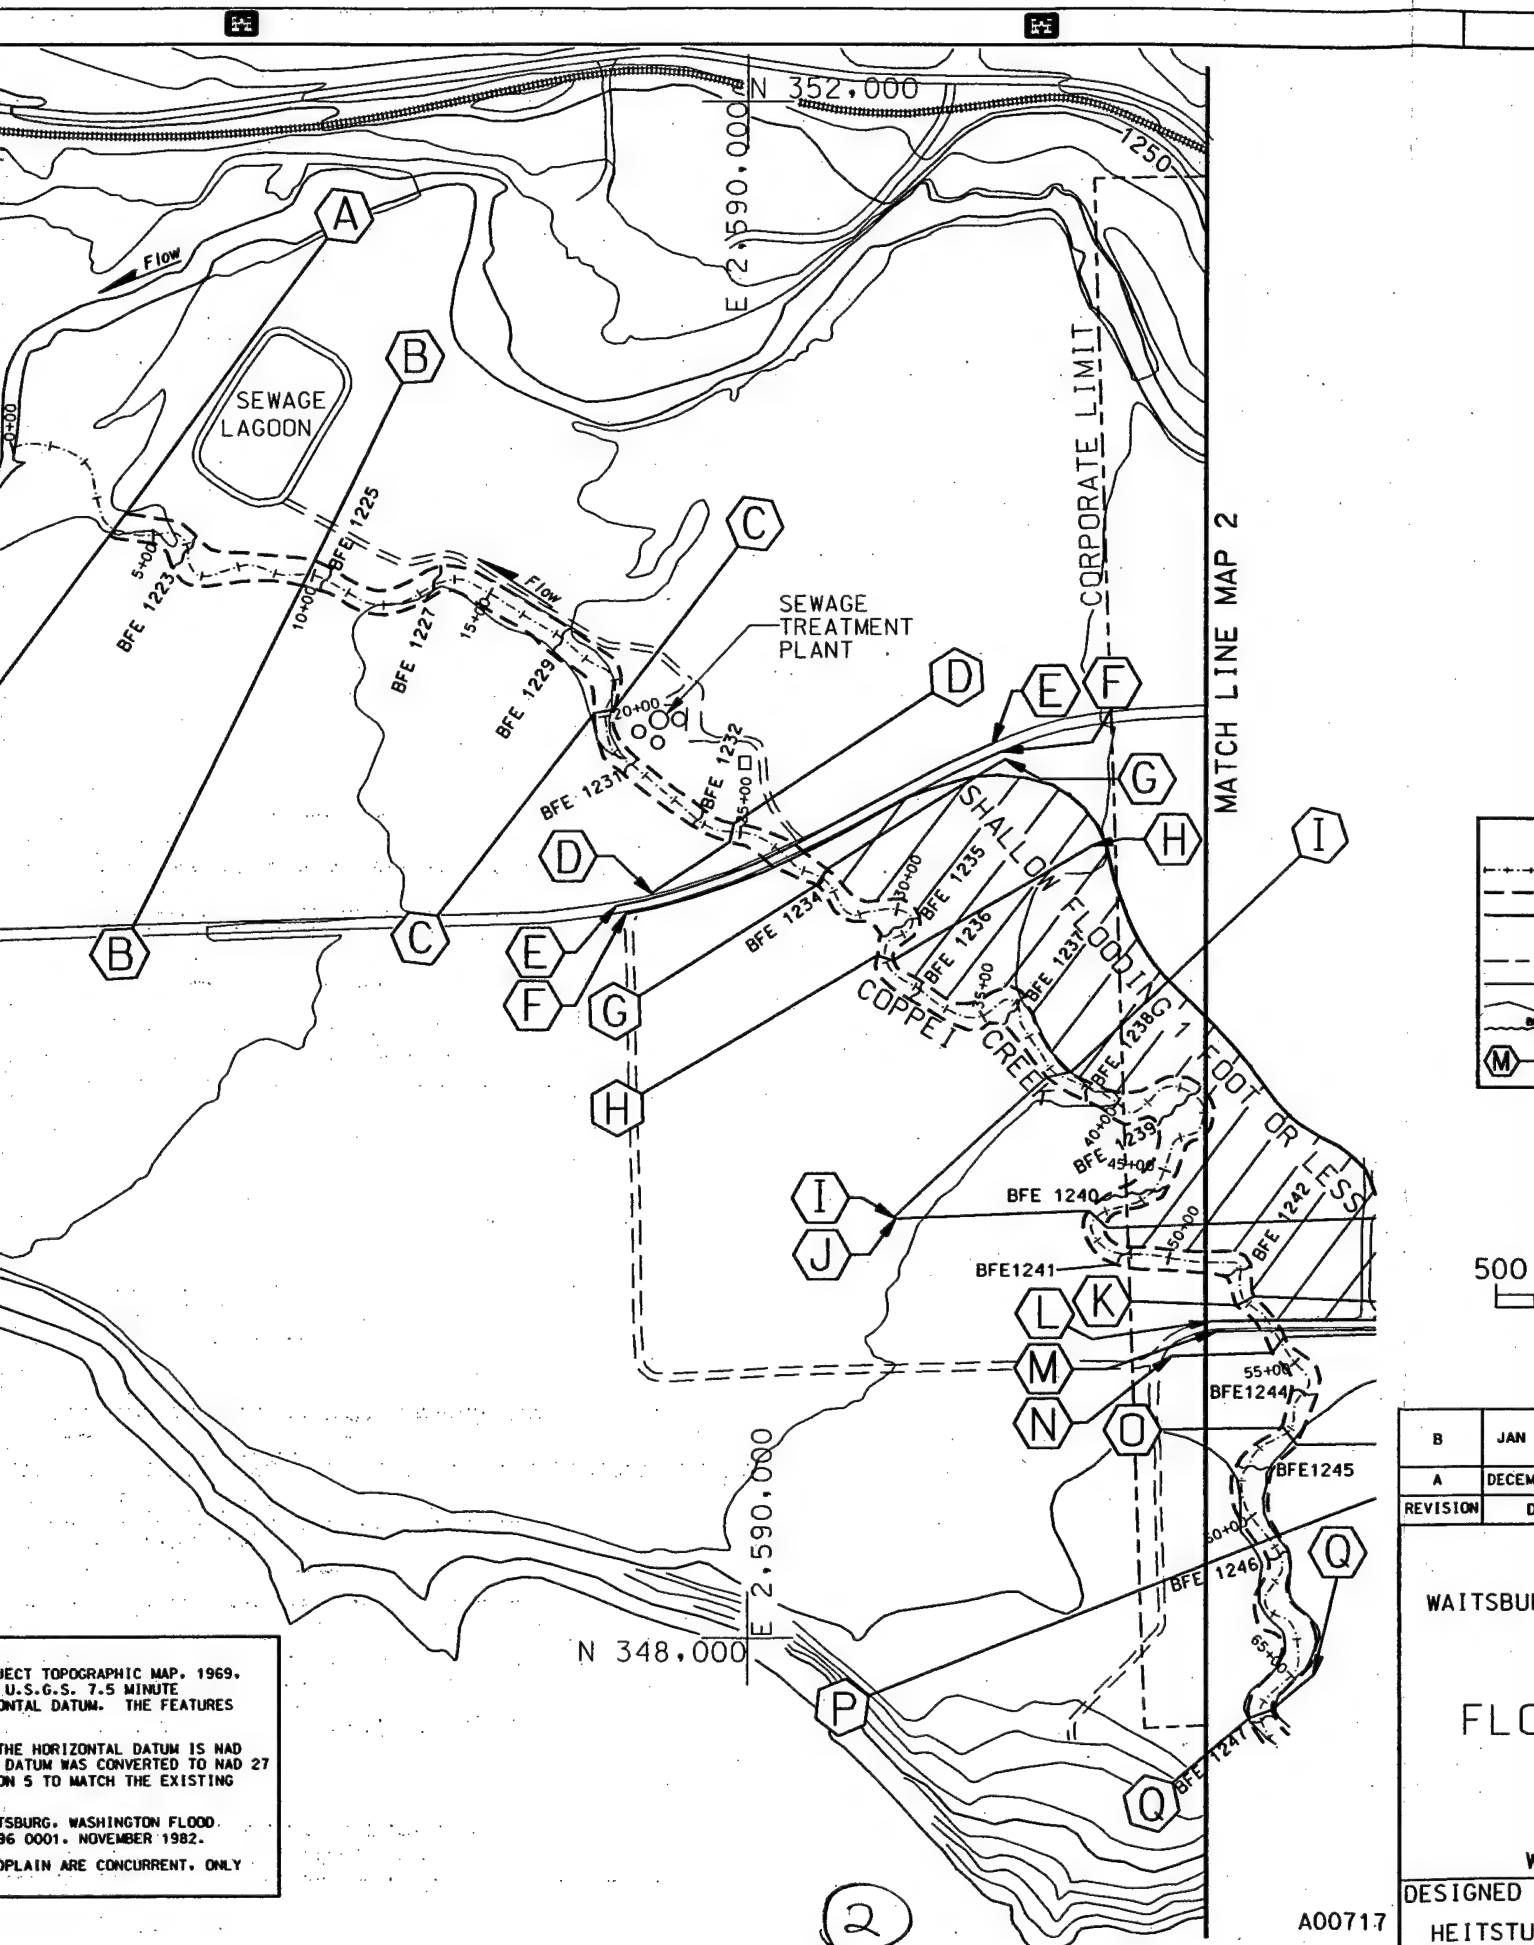 N 352,000
E 2,590,000
1250
A
Flow
B
SEWAGE
LAGOON
0+00
CORPORATE LIMIT
MATCH LINE MAP 2
5+00
BFE 1223
10+00
BFE 1225
BFE 1227
15+00
Flow
BFE 1229
C
SEWAGE
TREATMENT
PLANT
20+00
BFE 1231
BFE 1232
25+00
D
E
F
G
H
I
D
B
C
E
F
G
H
BFE 1234
30+00
BFE 1235
BFE 1236
35+00
BFE 1237
BFE 1238
SHALLOW FLOODING 1 FOOT OR LESS
COPPEI CREEK
40+00
BFE 1239
45+00
BFE 1240
50+00
BFE 1242
BFE1241
I
J
K
L
M
N
O
55+00
BFE1244
BFE1245
60+00
BFE 1246
65+00
BFE 1247
P
Q
Q
E 2,590,000
N 348,000
M
500
B JAN
A DECEM
REVISION D
WAITSBU
FLO
W
DESIGNED
HEITSTU
A00717
2
JECT TOPOGRAPHIC MAP, 1969,
U.S.G.S. 7.5 MINUTE
ONTAL DATUM. THE FEATURES
THE HORIZONTAL DATUM IS NAD
DATUM WAS CONVERTED TO NAD 27
ON 5 TO MATCH THE EXISTING
TSBURG, WASHINGTON FLOOD
36 0001, NOVEMBER 1982.
OPLAIN ARE CONCURRENT, ONLY